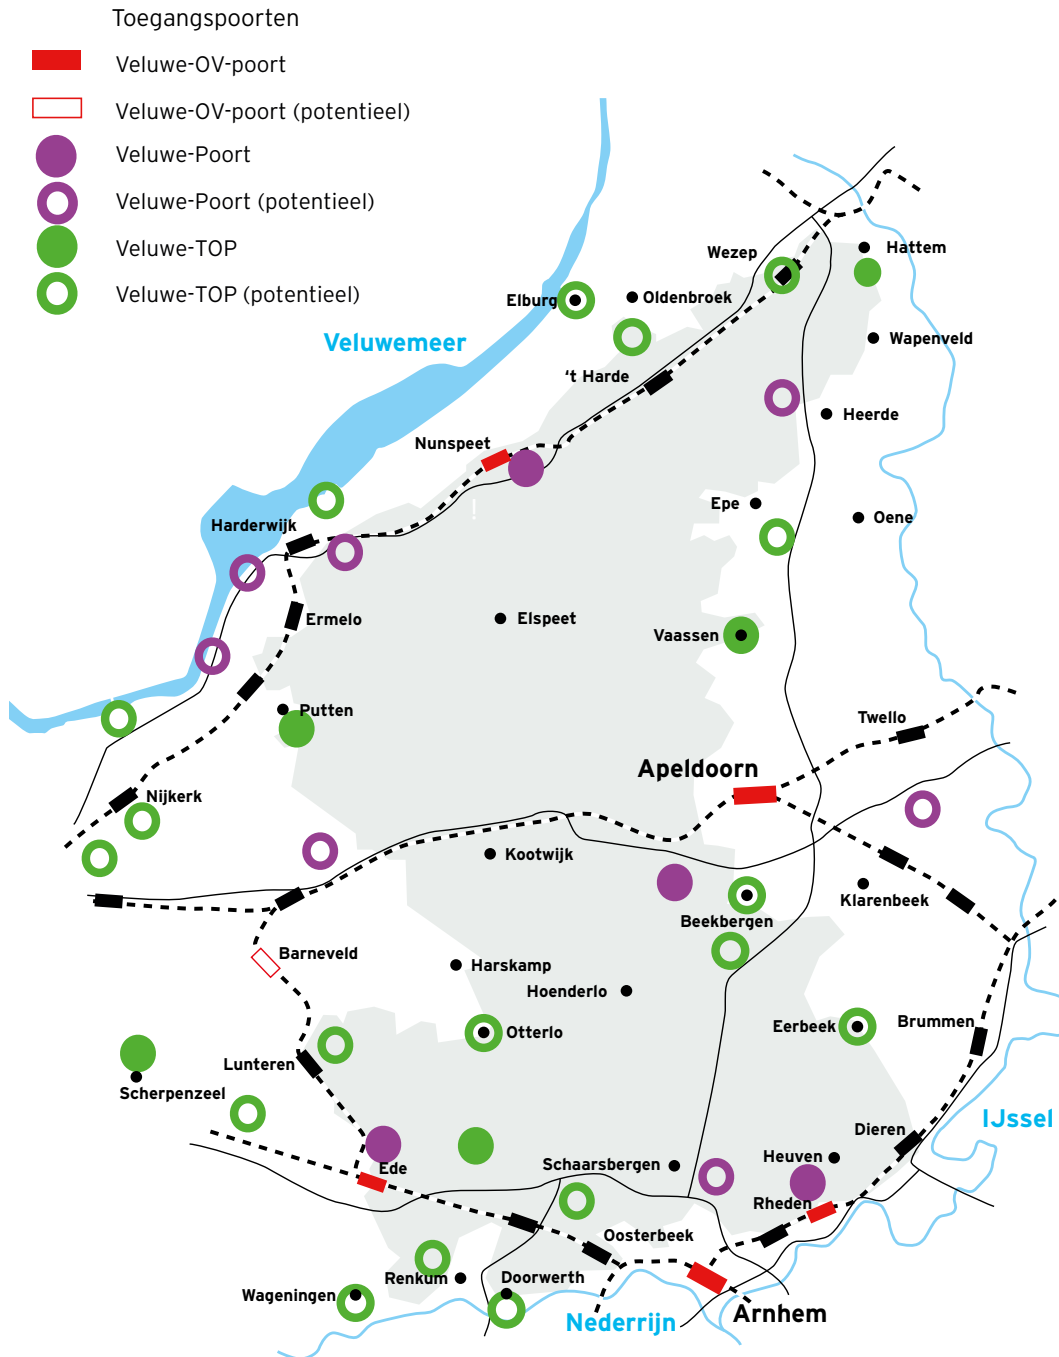 Toegangspoorten
Veluwe-OV-poort
Veluwe-OV-poort (potentieel)
Veluwe-Poort
Veluwe-Poort (potentieel)
Veluwe-TOP
Veluwe-TOP (potentieel)
Hattem
Wezep
Elburg
Oldenbroek
Veluwemeer
Wapenveld
‘t Harde
Heerde
Nunspeet
Epe
Oene
Harderwijk
Ermelo
Elspeet
Vaassen
Putten
Twello
Apeldoorn
Nijkerk
Kootwijk
Klarenbeek
Beekbergen
Barneveld
Harskamp
Hoenderlo
Otterlo
Eerbeek
Brummen
Lunteren
Scherpenzeel
IJssel
Dieren
Heuven
Schaarsbergen
Ede
Rheden
Oosterbeek
Renkum
Doorwerth
Wageningen
Nederrijn
Arnhem